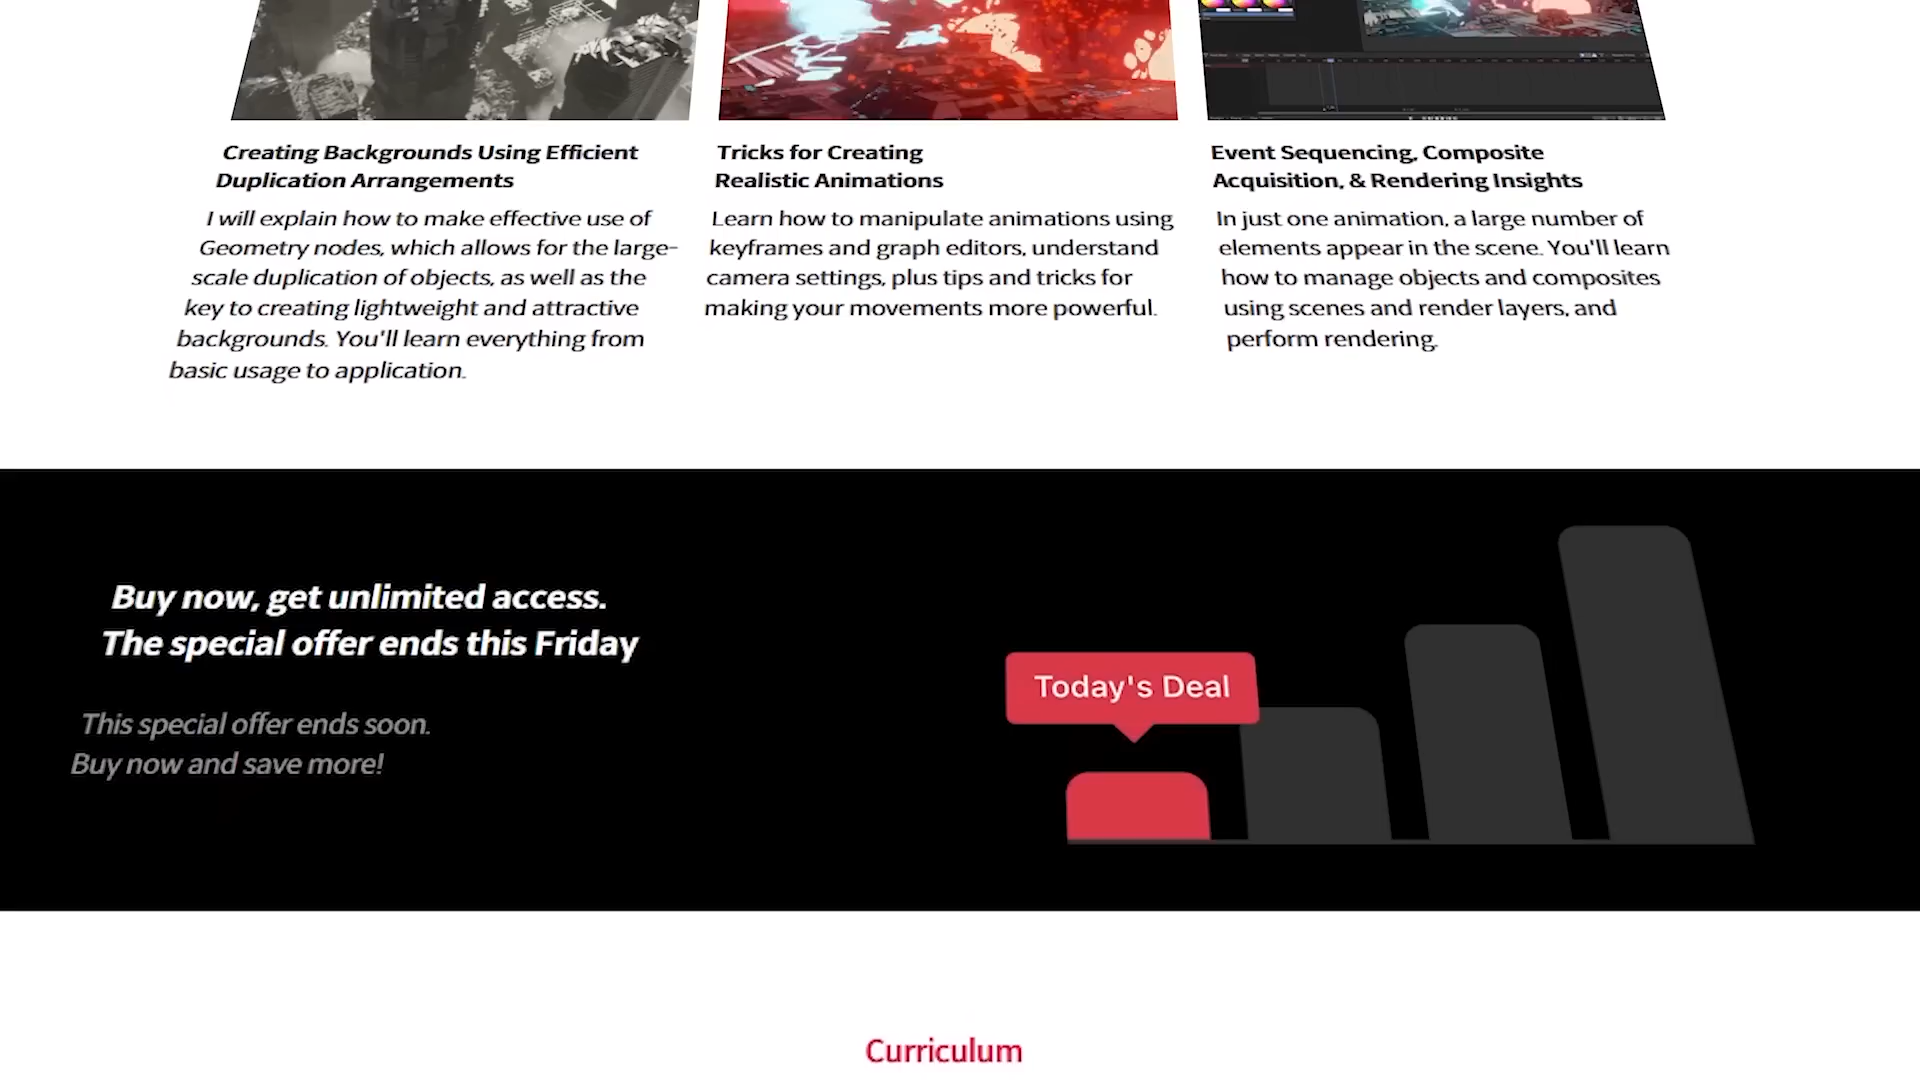 Creating Backgrounds Using Efficient
Duplication Arrangements
I will explain how to make effective use of
Geometry nodes, which allows for the large-
scale duplication of objects, as well as the
key to creating lightweight and attractive
backgrounds. You'll learn everything from
basic usage to application.
Tricks for Creating
Realistic Animations
Learn how to manipulate animations using
keyframes and graph editors, understand
camera settings, plus tips and tricks for
making your movements more powerful.
Event Sequencing, Composite
Acquisition, & Rendering Insights
In just one animation, a large number of
elements appear in the scene. You'll learn
how to manage objects and composites
using scenes and render layers, and
perform rendering.
Buy now, get unlimited access.
The special offer ends this Friday
This special offer ends soon.
Buy now and save more!
Today's Deal
Curriculum